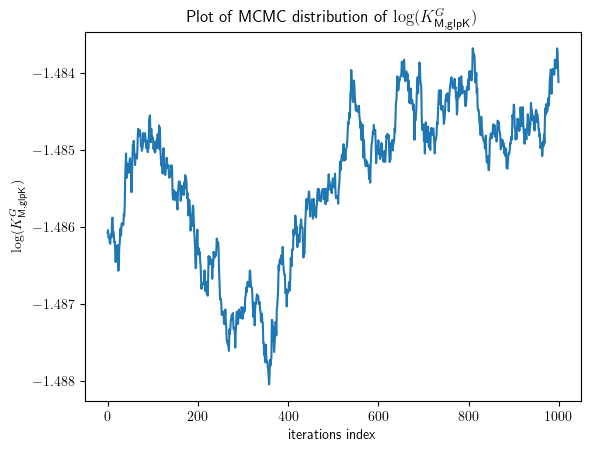 Plot of MCMC distribution of log(K^G_M,glpK)
−1.484
−1.485
−1.486
−1.487
−1.488
log(K^G_M,glpK)
0 200 400 600 800 1000
iterations index